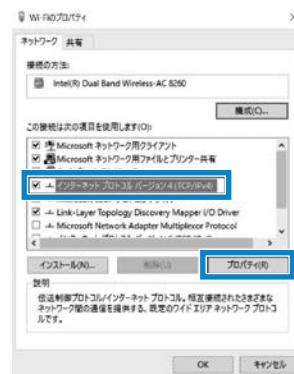 Wi-Fiのプロパティ
ネットワーク 共有
接続の方法:
Intel(R) Dual Band Wireless-AC 8260
構成(C)...
この接続は次の項目を使用します(O):
Microsoft ネットワーク用クライアント
Microsoft ネットワーク用ファイルとプリンター共有
インターネット プロトコル バージョン 4 (TCP/IPv4)
Link-Layer Topology Discovery Mapper I/O Driver
Microsoft Network Adapter Multiplexor Protocol
インストール(N)... 削除(U) プロパティ(R)
説明
伝送制御プロトコル/インターネット プロトコル。相互接続されたさまざまな
ネットワーク間の通信を提供する、既定のワイド エリア ネットワーク プロトコ
ルです。
OK キャンセル